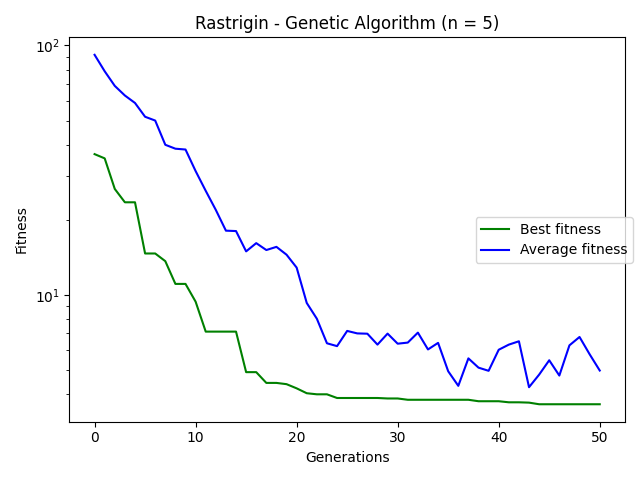 Rastrigin - Genetic Algorithm (n = 5)
10²
10¹
Fitness
Best fitness
Average fitness
0 10 20 30 40 50
Generations